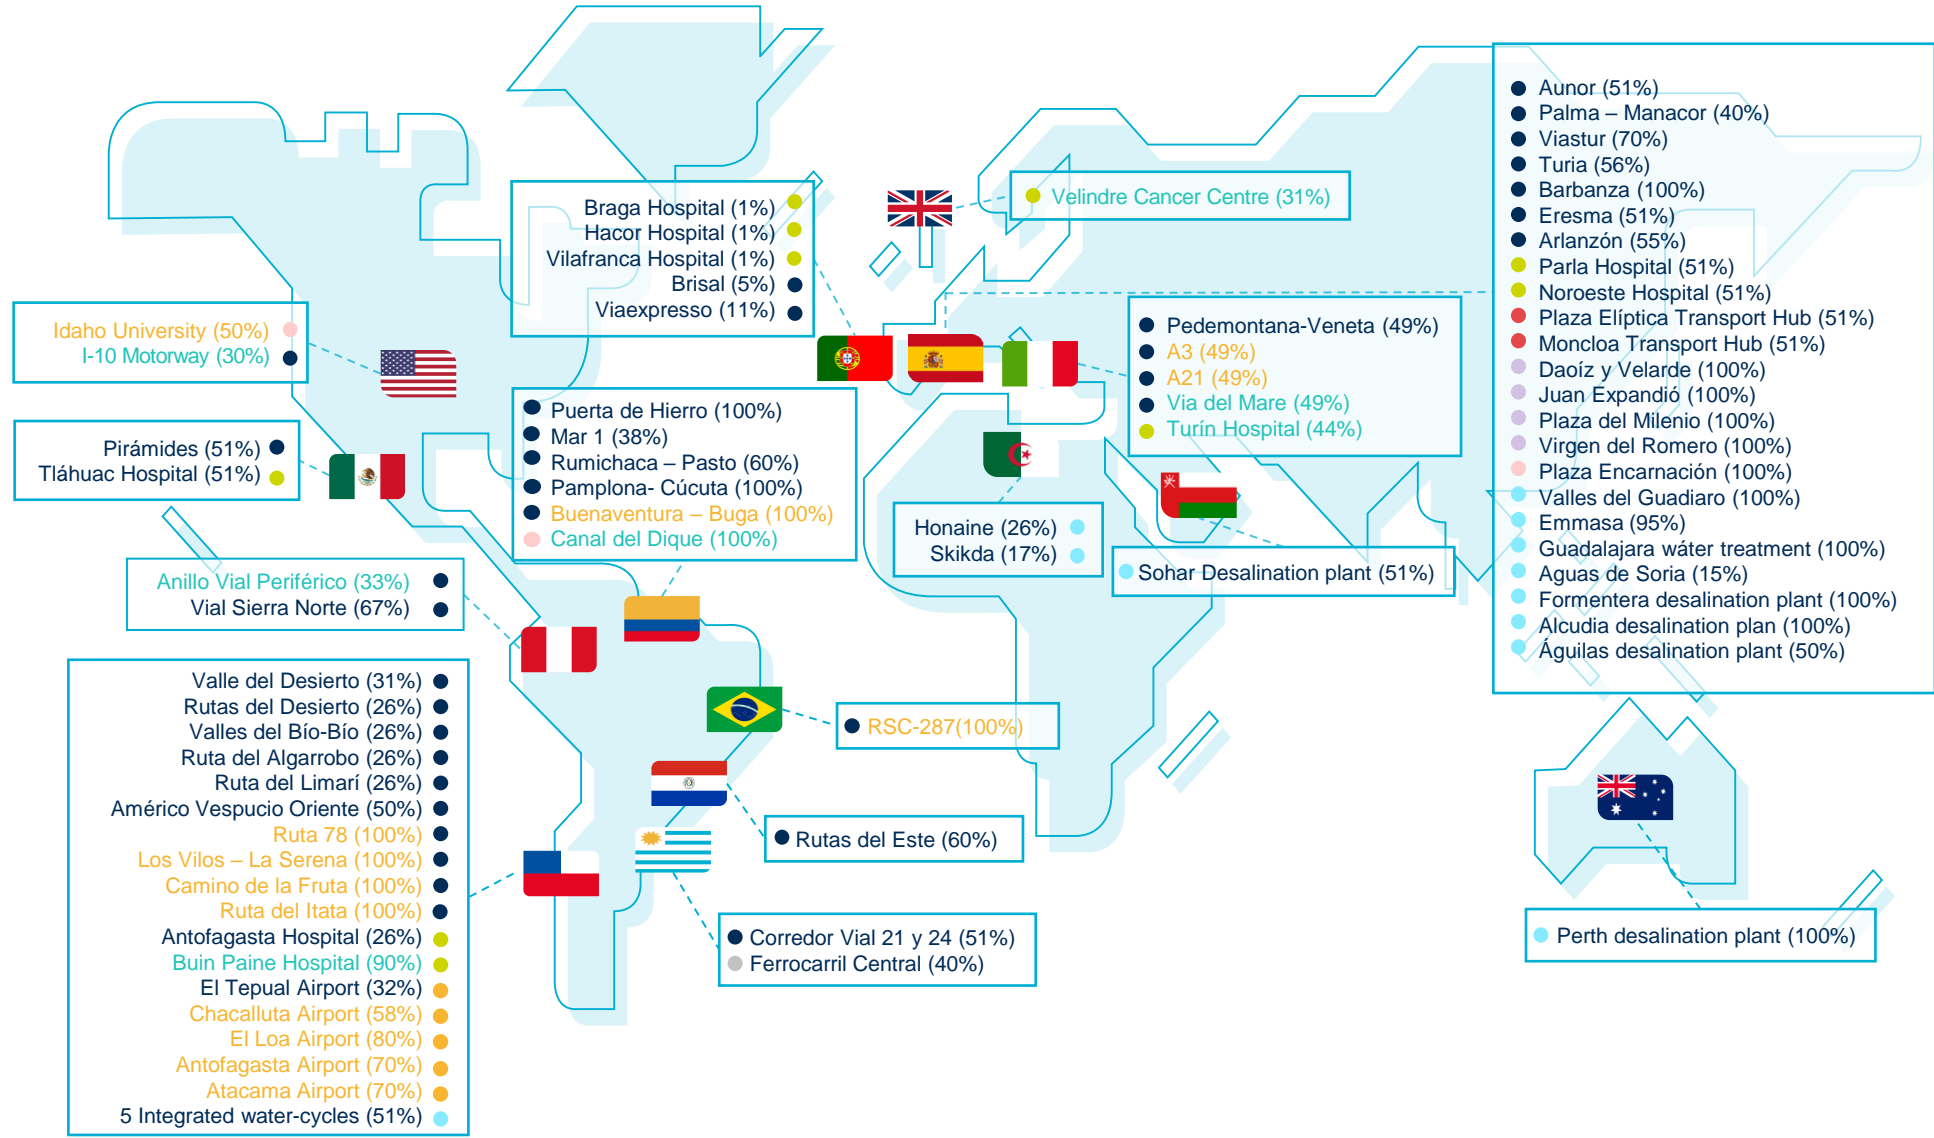 Braga Hospital (1%)
Hacor Hospital (1%)
Vilafranca Hospital (1%)
Brisal (5%)
Viaexpresso (11%)
Velindre Cancer Centre (31%)
Aunor (51%)
Palma – Manacor (40%)
Viastur (70%)
Turia (56%)
Barbanza (100%)
Eresma (51%)
Arlanzón (55%)
Parla Hospital (51%)
Noroeste Hospital (51%)
Plaza Elíptica Transport Hub (51%)
Moncloa Transport Hub (51%)
Daoíz y Velarde (100%)
Juan Expandió (100%)
Plaza del Milenio (100%)
Virgen del Romero (100%)
Plaza Encarnación (100%)
Valles del Guadiaro (100%)
Emmasa (95%)
Guadalajara wáter treatment (100%)
Aguas de Soria (15%)
Formentera desalination plant (100%)
Alcudia desalination plan (100%)
Águilas desalination plant (50%)
Idaho University (50%)
I-10 Motorway (30%)
Pedemontana-Veneta (49%)
A3 (49%)
A21 (49%)
Via del Mare (49%)
Turín Hospital (44%)
Pirámides (51%)
Tláhuac Hospital (51%)
Puerta de Hierro (100%)
Mar 1 (38%)
Rumichaca – Pasto (60%)
Pamplona- Cúcuta (100%)
Buenaventura – Buga (100%)
Canal del Dique (100%)
Honaine (26%)
Skikda (17%)
Sohar Desalination plant (51%)
Anillo Vial Periférico (33%)
Vial Sierra Norte (67%)
Valle del Desierto (31%)
Rutas del Desierto (26%)
Valles del Bío-Bío (26%)
Ruta del Algarrobo (26%)
Ruta del Limarí (26%)
Américo Vespucio Oriente (50%)
Ruta 78 (100%)
Los Vilos – La Serena (100%)
Camino de la Fruta (100%)
Ruta del Itata (100%)
Antofagasta Hospital (26%)
Buin Paine Hospital (90%)
El Tepual Airport (32%)
Chacalluta Airport (58%)
El Loa Airport (80%)
Antofagasta Airport (70%)
Atacama Airport (70%)
5 Integrated water-cycles (51%)
RSC-287(100%)
Rutas del Este (60%)
Corredor Vial 21 y 24 (51%)
Ferrocarril Central (40%)
Perth desalination plant (100%)